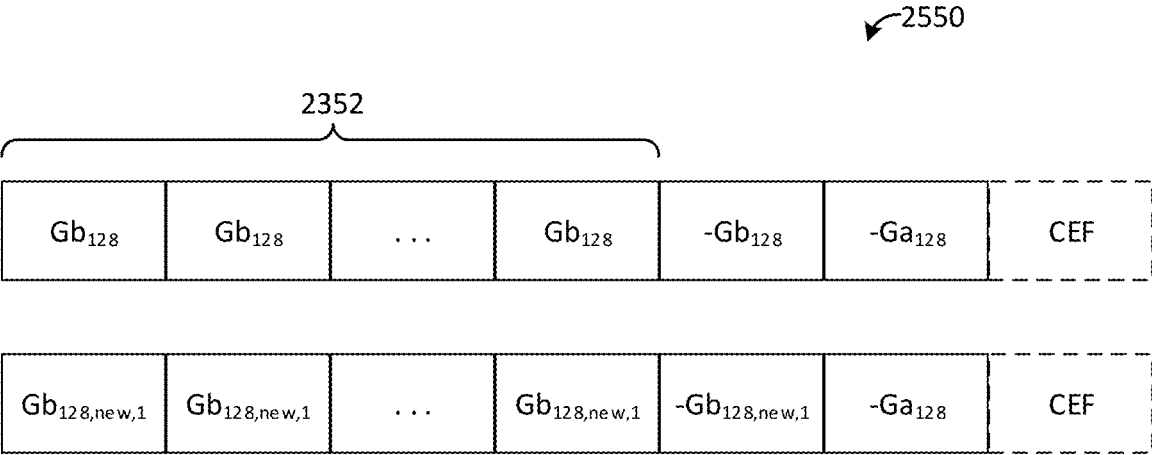 2550
2352
Gb₁₂₈ Gb₁₂₈ ... Gb₁₂₈ -Gb₁₂₈ -Ga₁₂₈ CEF
Gb₁₂₈,new,₁ Gb₁₂₈,new,₁ ... Gb₁₂₈,new,₁ -Gb₁₂₈,new,₁ -Ga₁₂₈ CEF